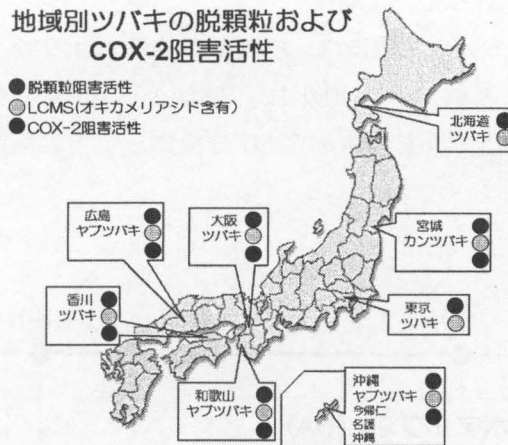 地域別ツバキの脱顆粒および
COX-2阻害活性
脱顆粒阻害活性
LCMS(オキカメリアシド含有)
COX-2阻害活性
北海道
ツバキ
広島
ヤブツバキ
大阪
ツバキ
宮城
カンツバキ
香川
ツバキ
東京
ツバキ
和歌山
ヤブツバキ
沖縄
ヤブツバキ
今帰仁
名護
沖縄